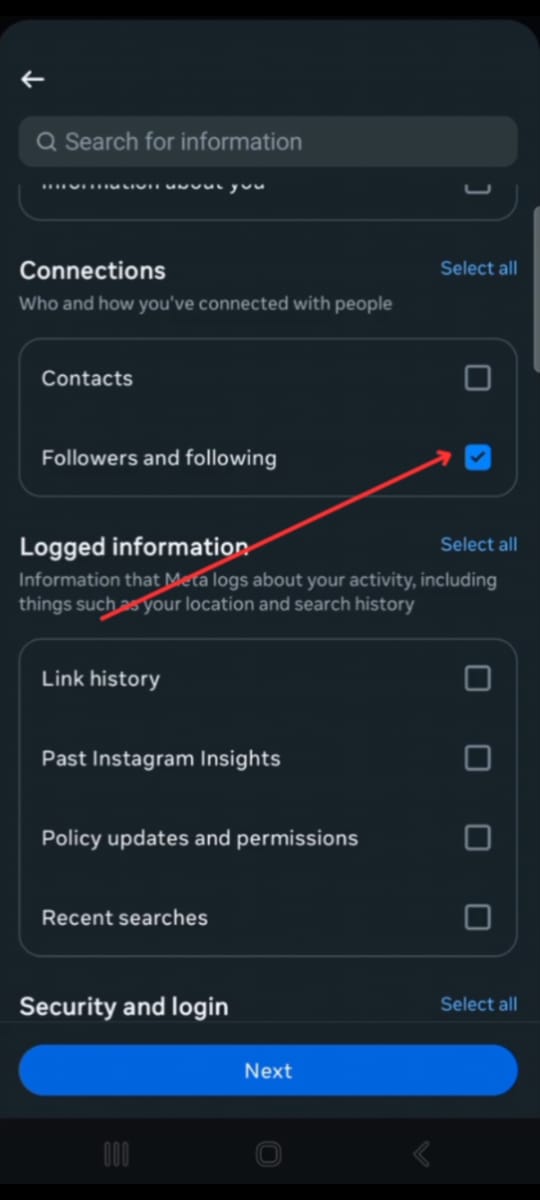 Search for information
Information about you
Connections
Select all
Who and how you've connected with people
Contacts
Followers and following
Logged information
Select all
Information that Meta logs about your activity, including
things such as your location and search history
Link history
Past Instagram Insights
Policy updates and permissions
Recent searches
Security and login
Select all
Next